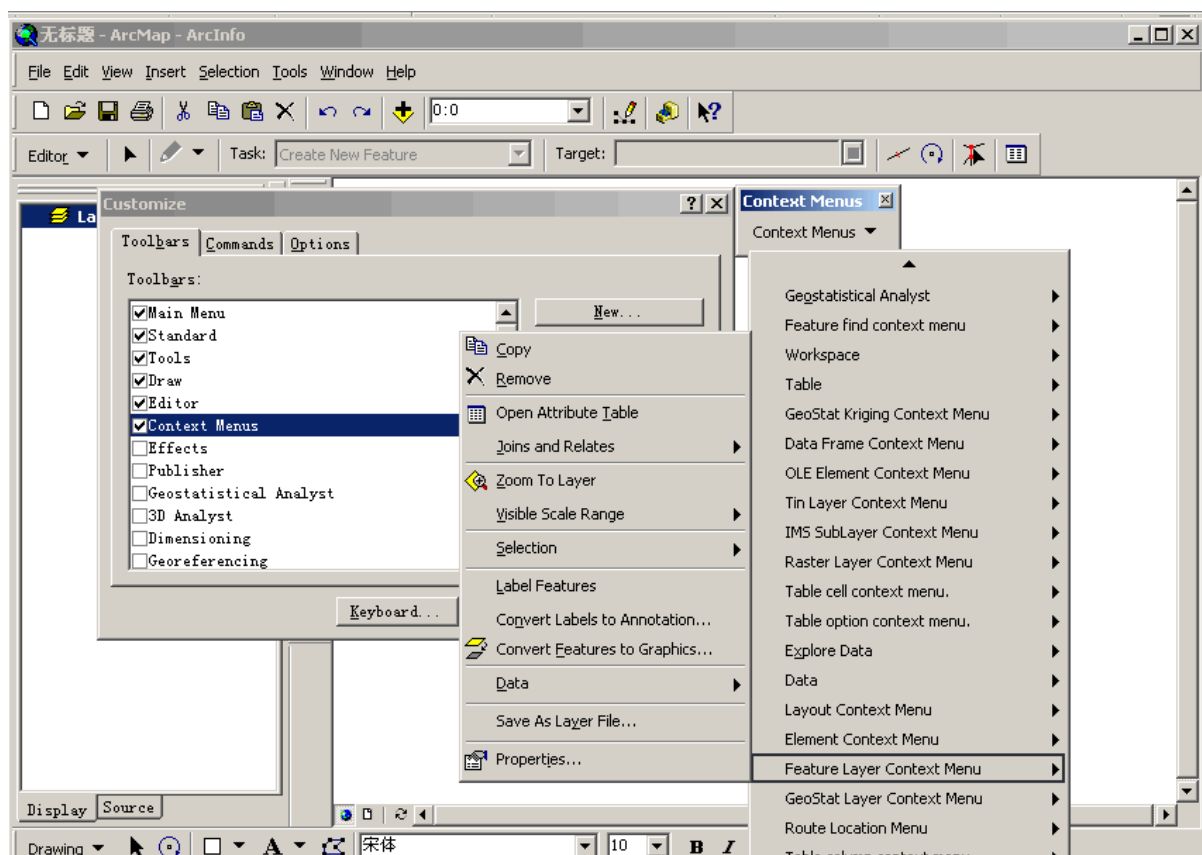 无标题 - ArcMap - ArcInfo
File Edit View Insert Selection Tools Window Help
0:0
Editor Task: Create New Feature Target:
La
Customize
Toolbars Commands Options
Toolbars:
Main Menu
Standard
Tools
Draw
Editor
Context Menus
Effects
Publisher
Geostatistical Analyst
3D Analyst
Dimensioning
Georeferencing
New...
Keyboard...
Copy
Remove
Open Attribute Table
Joins and Relates
Zoom To Layer
Visible Scale Range
Selection
Label Features
Convert Labels to Annotation...
Convert Features to Graphics...
Data
Save As Layer File...
Properties...
Context Menus
Context Menus
Geostatistical Analyst
Feature find context menu
Workspace
Table
GeoStat Kriging Context Menu
Data Frame Context Menu
OLE Element Context Menu
Tin Layer Context Menu
IMS SubLayer Context Menu
Raster Layer Context Menu
Table cell context menu.
Table option context menu.
Explore Data
Data
Layout Context Menu
Element Context Menu
Feature Layer Context Menu
GeoStat Layer Context Menu
Route Location Menu
Table column context menu
Display Source
Drawing A 宋体 10 B I